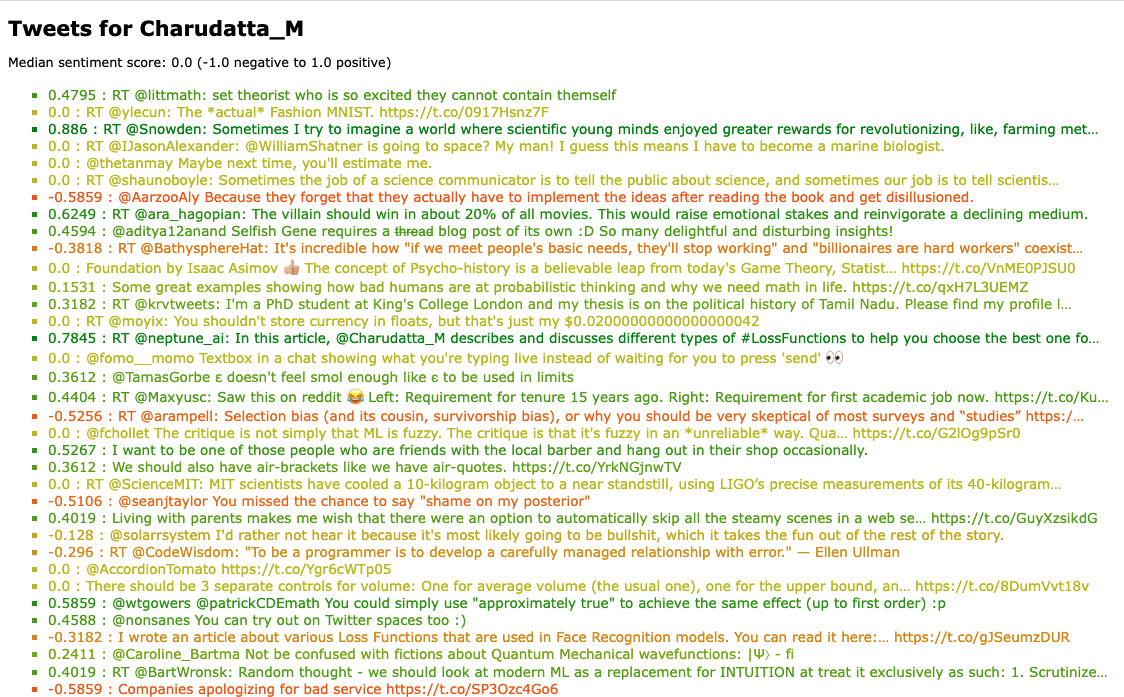 Tweets for Charudatta_M
Median sentiment score: 0.0 (-1.0 negative to 1.0 positive)
0.4795 : RT @littmath: set theorist who is so excited they cannot contain themself
0.0 : RT @ylecun: The *actual* Fashion MNIST. https://t.co/0917Hsnz7F
0.886 : RT @Snowden: Sometimes I try to imagine a world where scientific young minds enjoyed greater rewards for revolutionizing, like, farming met…
0.0 : RT @IJasonAlexander: @WilliamShatner is going to space? My man! I guess this means I have to become a marine biologist.
0.0 : @thetanmay Maybe next time, you'll estimate me.
0.0 : RT @shaunoboyle: Sometimes the job of a science communicator is to tell the public about science, and sometimes our job is to tell scientis…
-0.5859 : @AarzooAly Because they forget that they actually have to implement the ideas after reading the book and get disillusioned.
0.6249 : RT @ara_hagopian: The villain should win in about 20% of all movies. This would raise emotional stakes and reinvigorate a declining medium.
0.4594 : @aditya12anand Selfish Gene requires a t̶h̶r̶e̶a̶d̶ blog post of its own :D So many delightful and disturbing insights!
-0.3818 : RT @BathysphereHat: It's incredible how "if we meet people's basic needs, they'll stop working" and "billionaires are hard workers" coexist…
0.0 : Foundation by Isaac Asimov 👍🏼 The concept of Psycho-history is a believable leap from today's Game Theory, Statist… https://t.co/VnME0PJSU0
0.1531 : Some great examples showing how bad humans are at probabilistic thinking and why we need math in life. https://t.co/qxH7L3UEMZ
0.3182 : RT @krvtweets: I'm a PhD student at King's College London and my thesis is on the political history of Tamil Nadu. Please find my profile l…
0.0 : RT @moyix: You shouldn't store currency in floats, but that's just my $0.02000000000000000042
0.7845 : RT @neptune_ai: In this article, @Charudatta_M describes and discusses different types of #LossFunctions to help you choose the best one fo…
0.0 : @fomo__momo Textbox in a chat showing what you're typing live instead of waiting for you to press 'send' 👀
0.3612 : @TamasGorbe ε doesn't feel smol enough like ϵ to be used in limits
0.4404 : RT @Maxyusc: Saw this on reddit 😂 Left: Requirement for tenure 15 years ago. Right: Requirement for first academic job now. https://t.co/Ku…
-0.5256 : RT @arampell: Selection bias (and its cousin, survivorship bias), or why you should be very skeptical of most surveys and “studies” https:/…
0.0 : @fchollet The critique is not simply that ML is fuzzy. The critique is that it's fuzzy in an *unreliable* way. Qua… https://t.co/G2lOg9pSr0
0.5267 : I want to be one of those people who are friends with the local barber and hang out in their shop occasionally.
0.3612 : We should also have air-brackets like we have air-quotes. https://t.co/YrkNGjnwTV
0.0 : RT @ScienceMIT: MIT scientists have cooled a 10-kilogram object to a near standstill, using LIGO’s precise measurements of its 40-kilogram…
-0.5106 : @seanjtaylor You missed the chance to say "shame on my posterior"
0.4019 : Living with parents makes me wish that there were an option to automatically skip all the steamy scenes in a web se… https://t.co/GuyXzsikdG
-0.128 : @solarrsystem I'd rather not hear it because it's most likely going to be bullshit, which it takes the fun out of the rest of the story.
-0.296 : RT @CodeWisdom: "To be a programmer is to develop a carefully managed relationship with error." — Ellen Ullman
0.0 : @AccordionTomato https://t.co/Ygr6cWTp05
0.0 : There should be 3 separate controls for volume: One for average volume (the usual one), one for the upper bound, an… https://t.co/8DumVvt18v
0.5859 : @wtgowers @patrickCDEmath You could simply use "approximately true" to achieve the same effect (up to first order) :p
0.4588 : @nonsanes You can try out on Twitter spaces too :)
-0.3182 : I wrote an article about various Loss Functions that are used in Face Recognition models. You can read it here:… https://t.co/gJSeumzDUR
0.2411 : @Caroline_Bartma Not be confused with fictions about Quantum Mechanical wavefunctions: |Ψ⟩ - fi
0.4019 : RT @BartWronsk: Random thought - we should look at modern ML as a replacement for INTUITION at treat it exclusively as such: 1. Scrutinize…
-0.5859 : Companies apologizing for bad service https://t.co/SP3Ozc4Go6